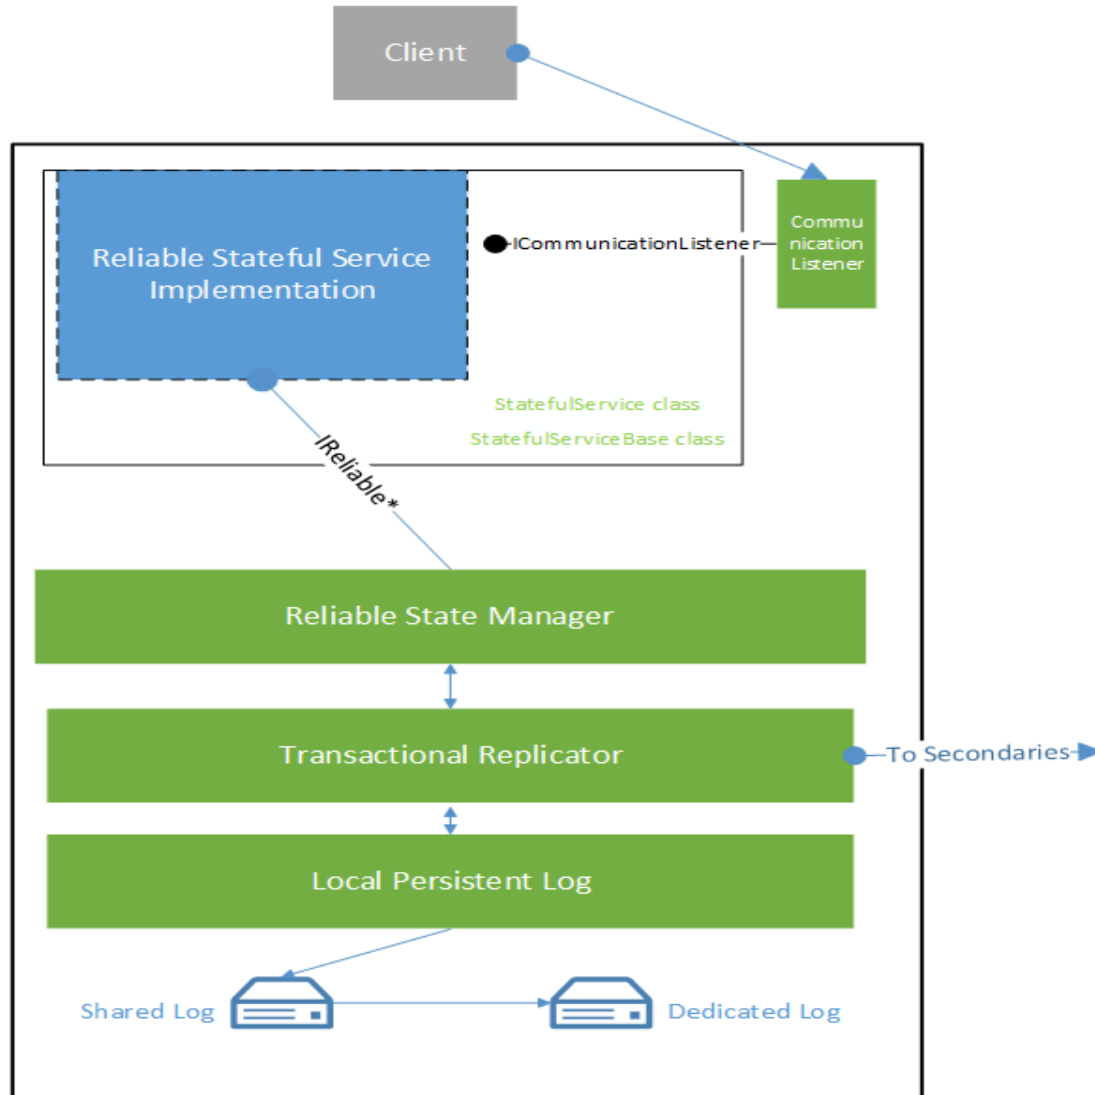 Client
Commu
nication
Listener
ICommunicationListener
Reliable Stateful Service
Implementation
StatefulService class
StatefulServiceBase class
IReliable*
Reliable State Manager
Transactional Replicator
To Secondaries
Local Persistent Log
Shared Log
Dedicated Log